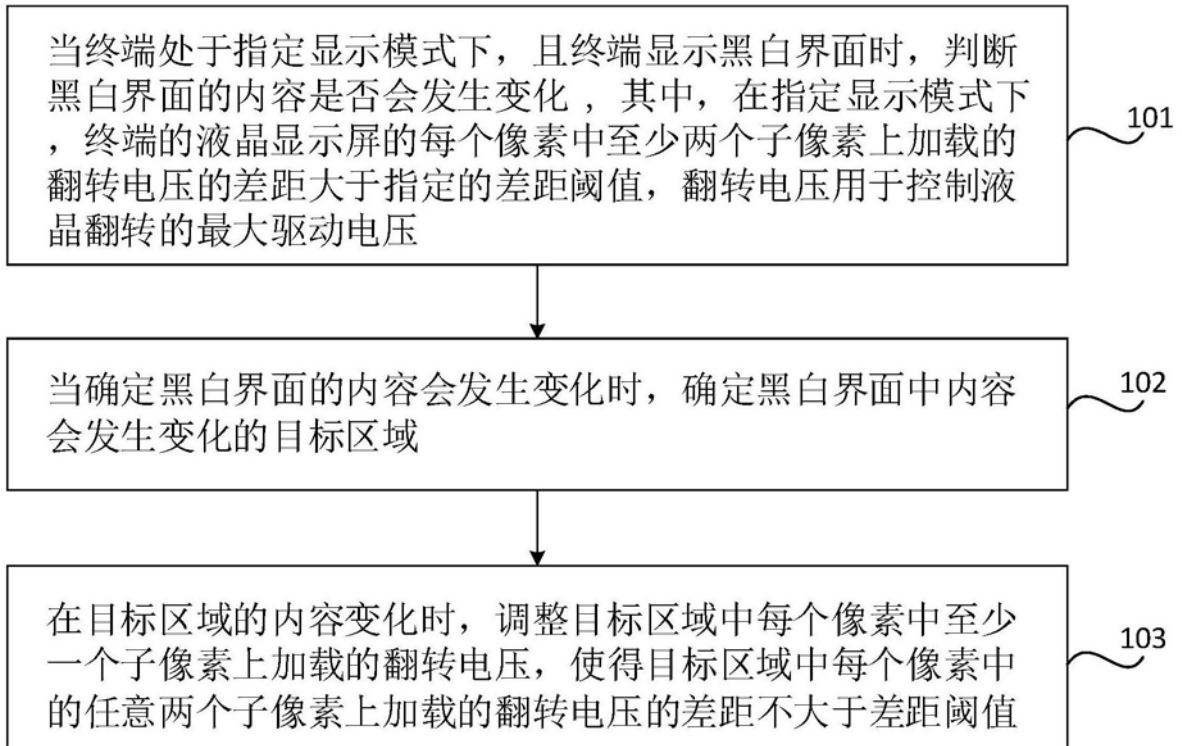 当终端处于指定显示模式下，且终端显示黑白界面时，判断
黑白界面的内容是否会发生变化，其中，在指定显示模式下
，终端的液晶显示屏的每个像素中至少两个子像素上加载的
翻转电压的差距大于指定的差距阈值，翻转电压用于控制液
晶翻转的最大驱动电压
101
当确定黑白界面的内容会发生变化时，确定黑白界面中内容
会发生变化的目标区域
102
在目标区域的内容变化时，调整目标区域中每个像素中至少
一个子像素上加载的翻转电压，使得目标区域中每个像素中
的任意两个子像素上加载的翻转电压的差距不大于差距阈值
103